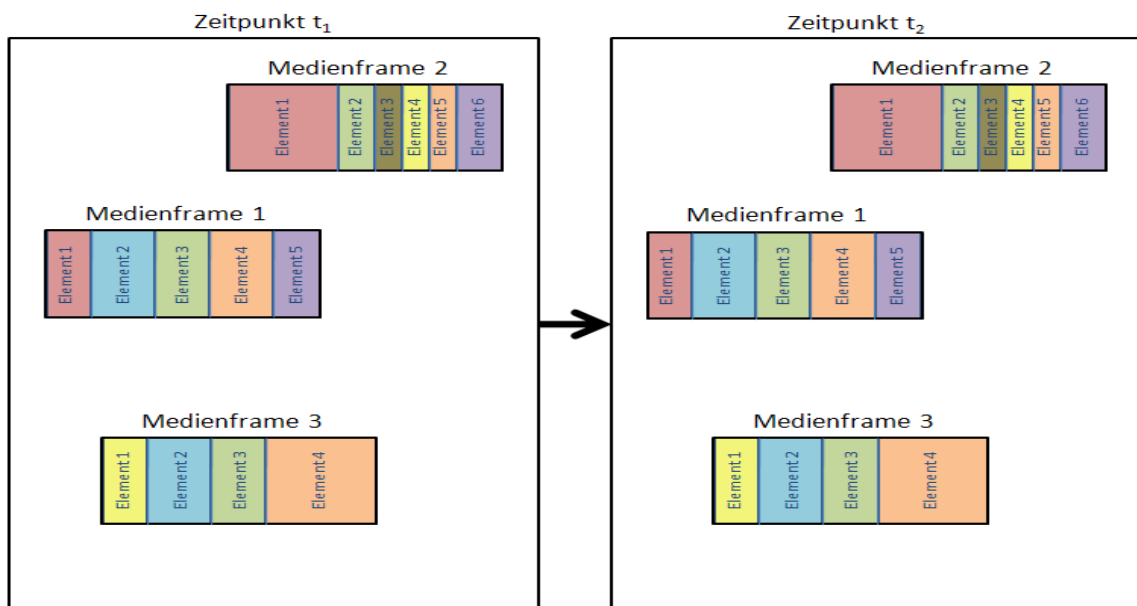 Zeitpunkt t₁
Medienframe 2
Element1
Element2
Element3
Element4
Element5
Element6
Medienframe 1
Element1
Element2
Element3
Element4
Element5
Medienframe 3
Element1
Element2
Element3
Element4
Zeitpunkt t₂
Medienframe 2
Element1
Element2
Element3
Element4
Element5
Element6
Medienframe 1
Element1
Element2
Element3
Element4
Element5
Medienframe 3
Element1
Element2
Element3
Element4